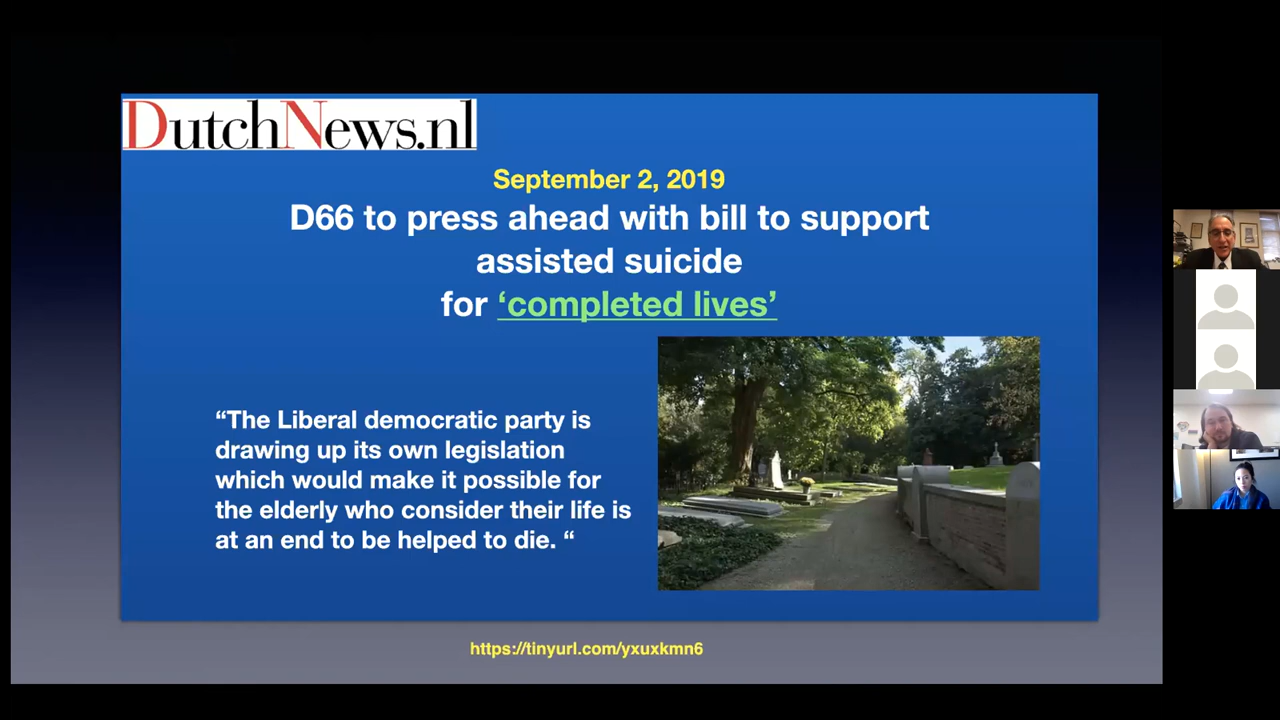 DutchNews.nl
September 2, 2019
D66 to press ahead with bill to support
assisted suicide
for ‘completed lives’
“The Liberal democratic party is
drawing up its own legislation
which would make it possible for
the elderly who consider their life is
at an end to be helped to die. “
https://tinyurl.com/yxuxkmn6